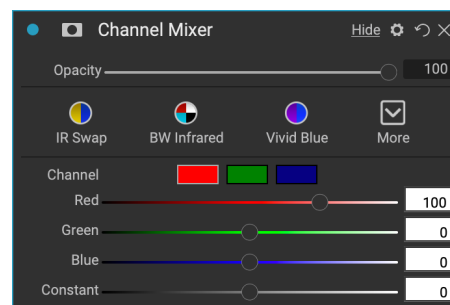 Channel Mixer Hide
Opacity 100
IR Swap BW Infrared Vivid Blue More
Channel
Red 100
Green 0
Blue 0
Constant 0